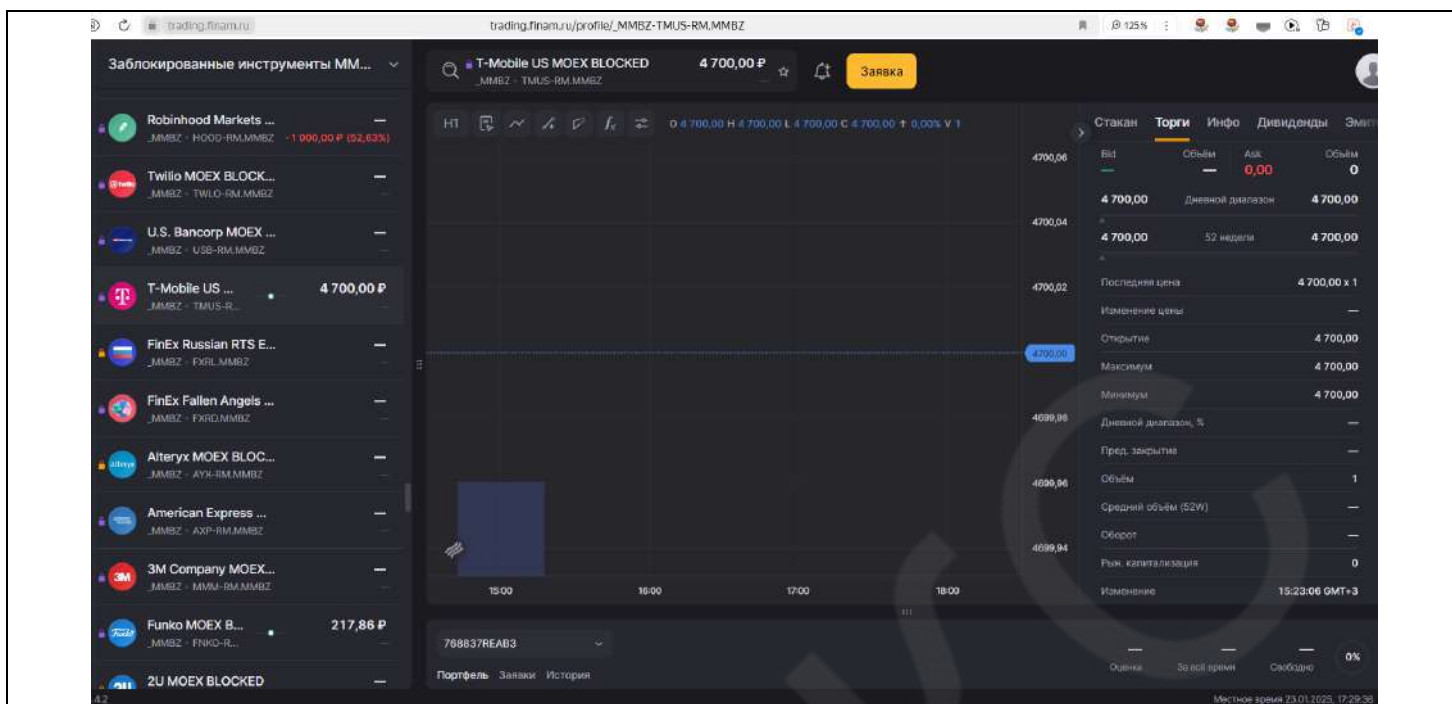 trading.finam.ru
trading.finam.ru/profile/_MMBZ-TMUS-RM.MMBZ
125%
Заблокированные инструменты ММ...
T-Mobile US MOEX BLOCKED
4 700,00 ₽
_MMBZ · TMUS-RM.MMBZ
Заявка
Robinhood Markets ...
_MMBZ · HOOD-RM.MMBZ
-1 000,00 ₽ (52,63%)
Twilio MOEX BLOCK...
_MMBZ · TWLO-RM.MMBZ
U.S. Bancorp MOEX ...
_MMBZ · USB-RM.MMBZ
T-Mobile US ...
4 700,00 ₽
_MMBZ · TMUS-R...
FinEx Russian RTS E...
_MMBZ · FXRL.MMBZ
FinEx Fallen Angels ...
_MMBZ · FXRD.MMBZ
Alteryx MOEX BLOC...
_MMBZ · AYX-RM.MMBZ
American Express ...
_MMBZ · AXP-RM.MMBZ
3M Company MOEX...
_MMBZ · MMM-RM.MMBZ
Funko MOEX B...
217,86 ₽
_MMBZ · FNKO-R...
2U MOEX BLOCKED
4.2
Н1
О 4 700,00 H 4 700,00 L 4 700,00 C 4 700,00 ↑ 0,00% V 1
4700,06
4700,04
4700,02
4700,00
4699,98
4699,96
4699,94
15:00 16:00 17:00 18:00
768837REAB3
Портфель Заявки История
Стакан Торги Инфо Дивиденды Эмит
Bid Объём Ask Объём
— — 0,00 0
4 700,00 Дневной диапазон 4 700,00
4 700,00 52 недели 4 700,00
Последняя цена 4 700,00 x 1
Изменение цены —
Открытие 4 700,00
Максимум 4 700,00
Минимум 4 700,00
Дневной диапазон, % —
Пред. закрытие —
Объём 1
Средний объём (52W) —
Оборот —
Рын. капитализация 0
Изменение 15:23:06 GMT+3
Оценка За всё время Свободно 0%
Местное время 23.01.2025, 17:29:36